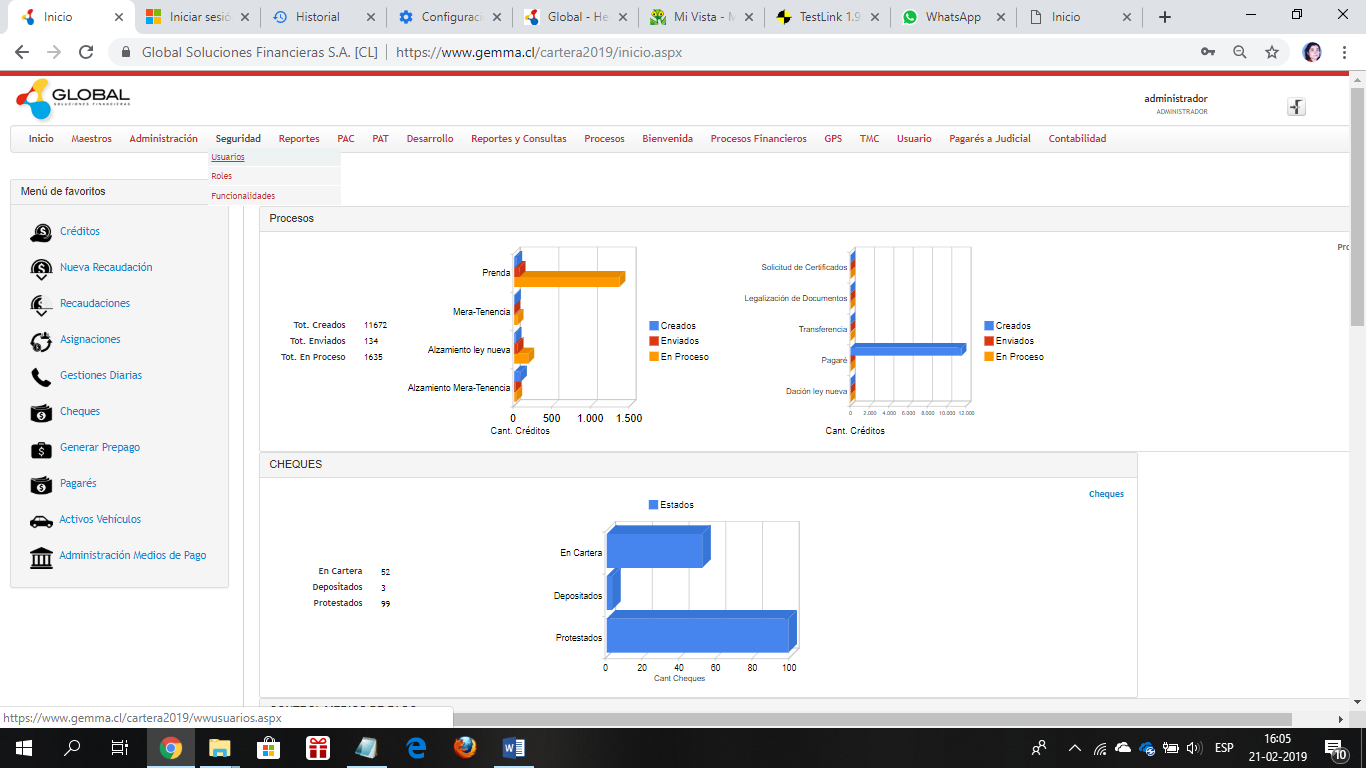 Inicio
Iniciar sesió
Historial
Configuraci
Global - He
Mi Vista - M
TestLink 1.9
WhatsApp
Inicio
Global Soluciones Financieras S.A. [CL] | https://www.gemma.cl/cartera2019/inicio.aspx
GLOBAL
SOLUCIONES FINANCIERAS
administrador
ADMINISTRADOR
Inicio Maestros Administración Seguridad Reportes PAC PAT Desarrollo Reportes y Consultas Procesos Bienvenida Procesos Financieros GPS TMC Usuario Pagarés a Judicial Contabilidad
Usuarios
Roles
Funcionalidades
Menú de favoritos
Créditos
Nueva Recaudación
Recaudaciones
Asignaciones
Gestiones Diarias
Cheques
Generar Prepago
Pagarés
Activos Vehículos
Administración Medios de Pago
Procesos
Pro
Tot. Creados 11672
Tot. Enviados 134
Tot. En Proceso 1635
Prenda
Mera-Tenencia
Alzamiento ley nueva
Alzamiento Mera-Tenencia
0 500 1.000 1.500
Cant. Créditos
Creados
Enviados
En Proceso
Solicitud de Certificados
Legalización de Documentos
Transferencia
Pagaré
Dación ley nueva
0 2.000 4.000 6.000 8.000 10.000 12.000
Cant. Créditos
Creados
Enviados
En Proceso
CHEQUES
Cheques
En Cartera 52
Depositados 3
Protestados 99
Estados
En Cartera
Depositados
Protestados
0 20 40 60 80 100
Cant Cheques
https://www.gemma.cl/cartera2019/wwusuarios.aspx
ESP
16:05
21-02-2019
10